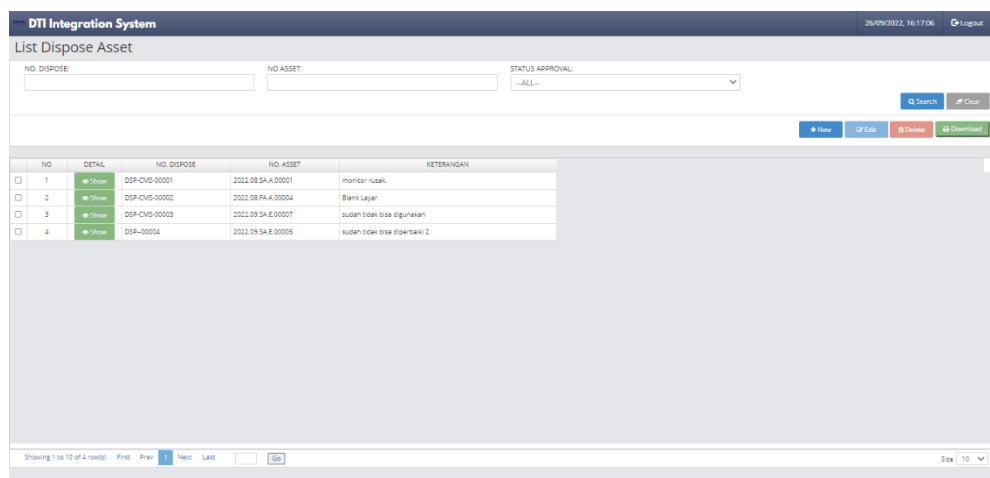 DTI Integration System 26/09/2022, 16:17:06 Logout
List Dispose Asset
NO. DISPOSE: NO ASSET: STATUS APPROVAL:
--ALL--
Search Clear
New Edit Delete Download
NO DETAIL NO. DISPOSE NO. ASSET KETERANGAN
1 Show DSP-CMS-00001 2022.08.SA.A.00001 monitor rusak.
2 Show DSP-CMS-00002 2022.08.FA.A.00004 Blank Layar.
3 Show DSP-CMS-00003 2022.09.SA.E.00007 sudah tidak bisa digunakan
4 Show DSP--00004 2022.09.SA.E.00005 sudah tidak bisa diperbaiki 2
Showing 1 to 10 of 4 row(s) First Prev 1 Next Last Go Size 10